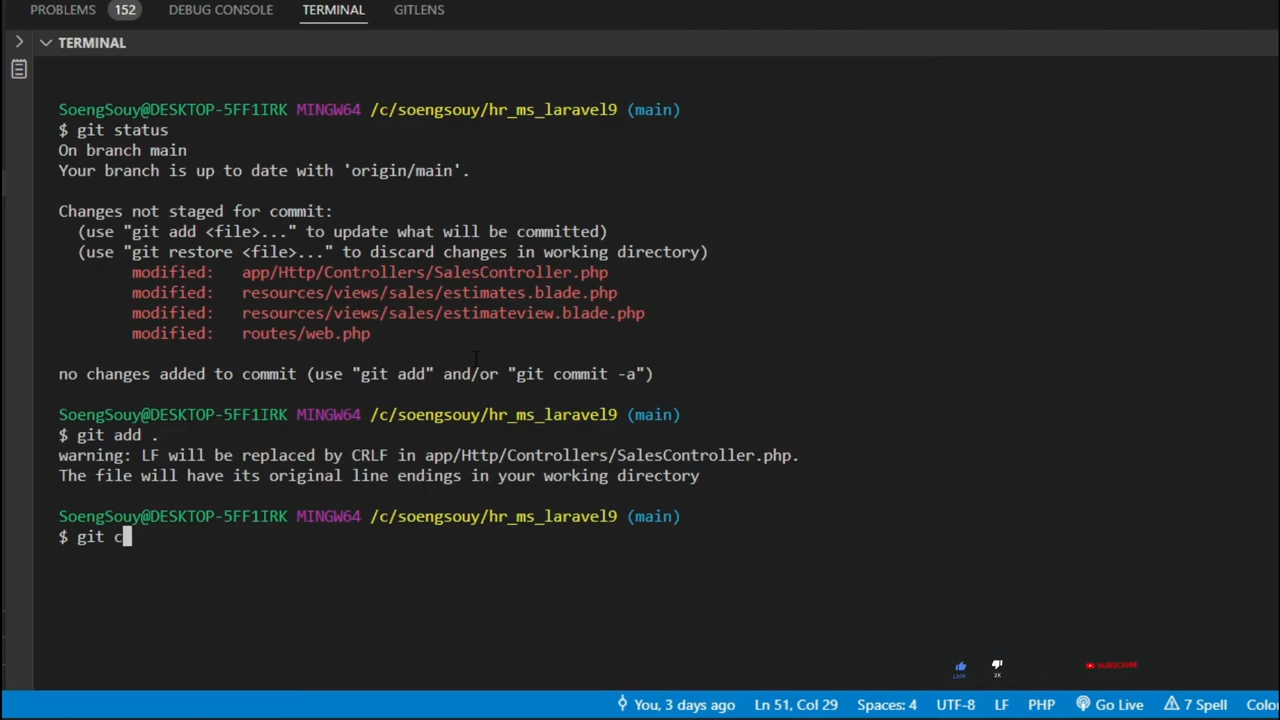 PROBLEMS 152 DEBUG CONSOLE TERMINAL GITLENS
TERMINAL
SoengSouy@DESKTOP-5FF1IRK MINGW64 /c/soengsouy/hr_ms_laravel9 (main)
$ git status
On branch main
Your branch is up to date with 'origin/main'.
Changes not staged for commit:
(use "git add <file>..." to update what will be committed)
(use "git restore <file>..." to discard changes in working directory)
modified: app/Http/Controllers/SalesController.php
modified: resources/views/sales/estimates.blade.php
modified: resources/views/sales/estimateview.blade.php
modified: routes/web.php
no changes added to commit (use "git add" and/or "git commit -a")
SoengSouy@DESKTOP-5FF1IRK MINGW64 /c/soengsouy/hr_ms_laravel9 (main)
$ git add .
warning: LF will be replaced by CRLF in app/Http/Controllers/SalesController.php.
The file will have its original line endings in your working directory
SoengSouy@DESKTOP-5FF1IRK MINGW64 /c/soengsouy/hr_ms_laravel9 (main)
$ git c
SUBSCRIBE
2K
You, 3 days ago Ln 51, Col 29 Spaces: 4 UTF-8 LF PHP Go Live 7 Spell Colo